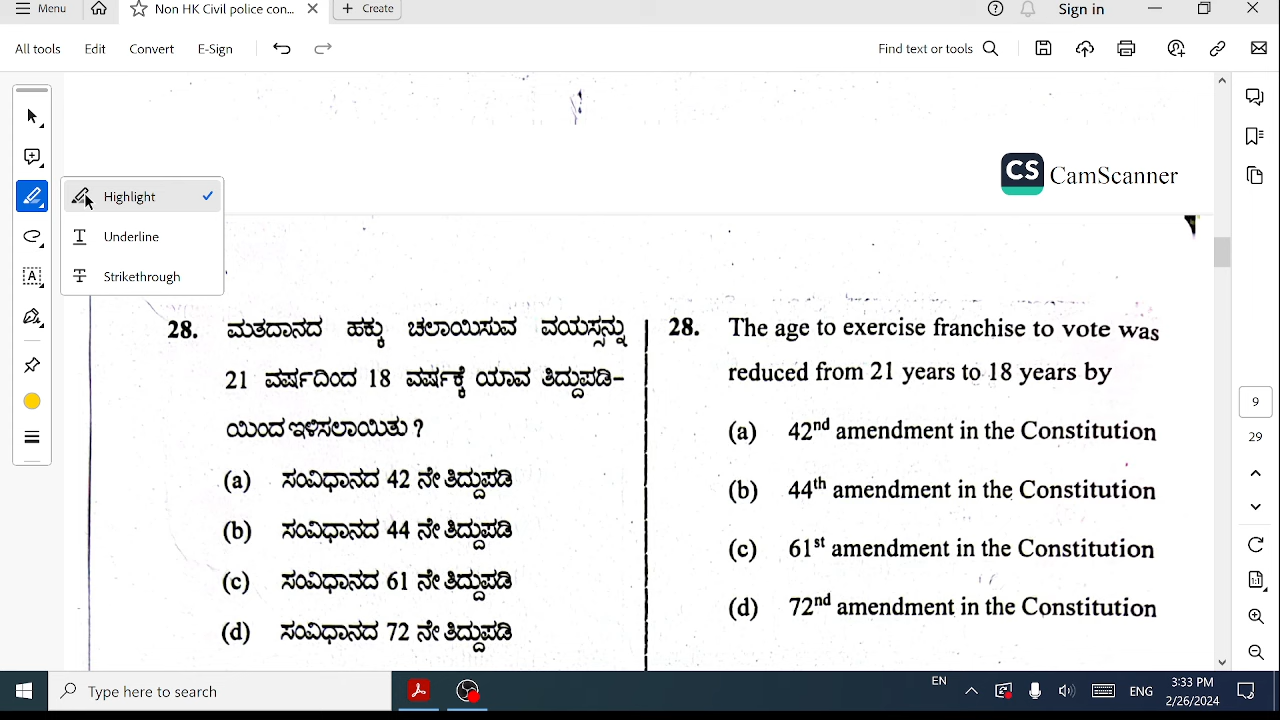 Menu
Non HK Civil police con...
Create
Sign in
All tools
Edit
Convert
E-Sign
Find text or tools
Highlight
Underline
Strikethrough
CS CamScanner
28. ಮತದಾನದ ಹಕ್ಕು ಚಲಾಯಿಸುವ ವಯಸ್ಸನ್ನು
21 ವರ್ಷದಿಂದ 18 ವರ್ಷಕ್ಕೆ ಯಾವ ತಿದ್ದುಪಡಿ-
ಯಿಂದ ಇಳಿಸಲಾಯಿತು ?
(a) ಸಂವಿಧಾನದ 42 ನೇ ತಿದ್ದುಪಡಿ
(b) ಸಂವಿಧಾನದ 44 ನೇ ತಿದ್ದುಪಡಿ
(c) ಸಂವಿಧಾನದ 61 ನೇ ತಿದ್ದುಪಡಿ
(d) ಸಂವಿಧಾನದ 72 ನೇ ತಿದ್ದುಪಡಿ
28. The age to exercise franchise to vote was
reduced from 21 years to 18 years by
(a) 42nd amendment in the Constitution
(b) 44th amendment in the Constitution
(c) 61st amendment in the Constitution
(d) 72nd amendment in the Constitution
9
29
Type here to search
EN
ENG
3:33 PM
2/26/2024